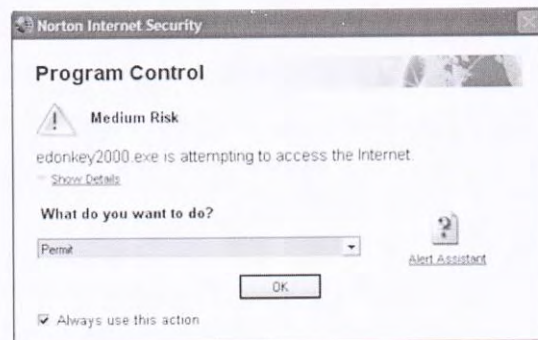 Norton Internet Security
Program Control
Medium Risk
edonkey2000.exe is attempting to access the Internet.
Show Details
What do you want to do?
Permit
Alert Assistant
OK
Always use this action